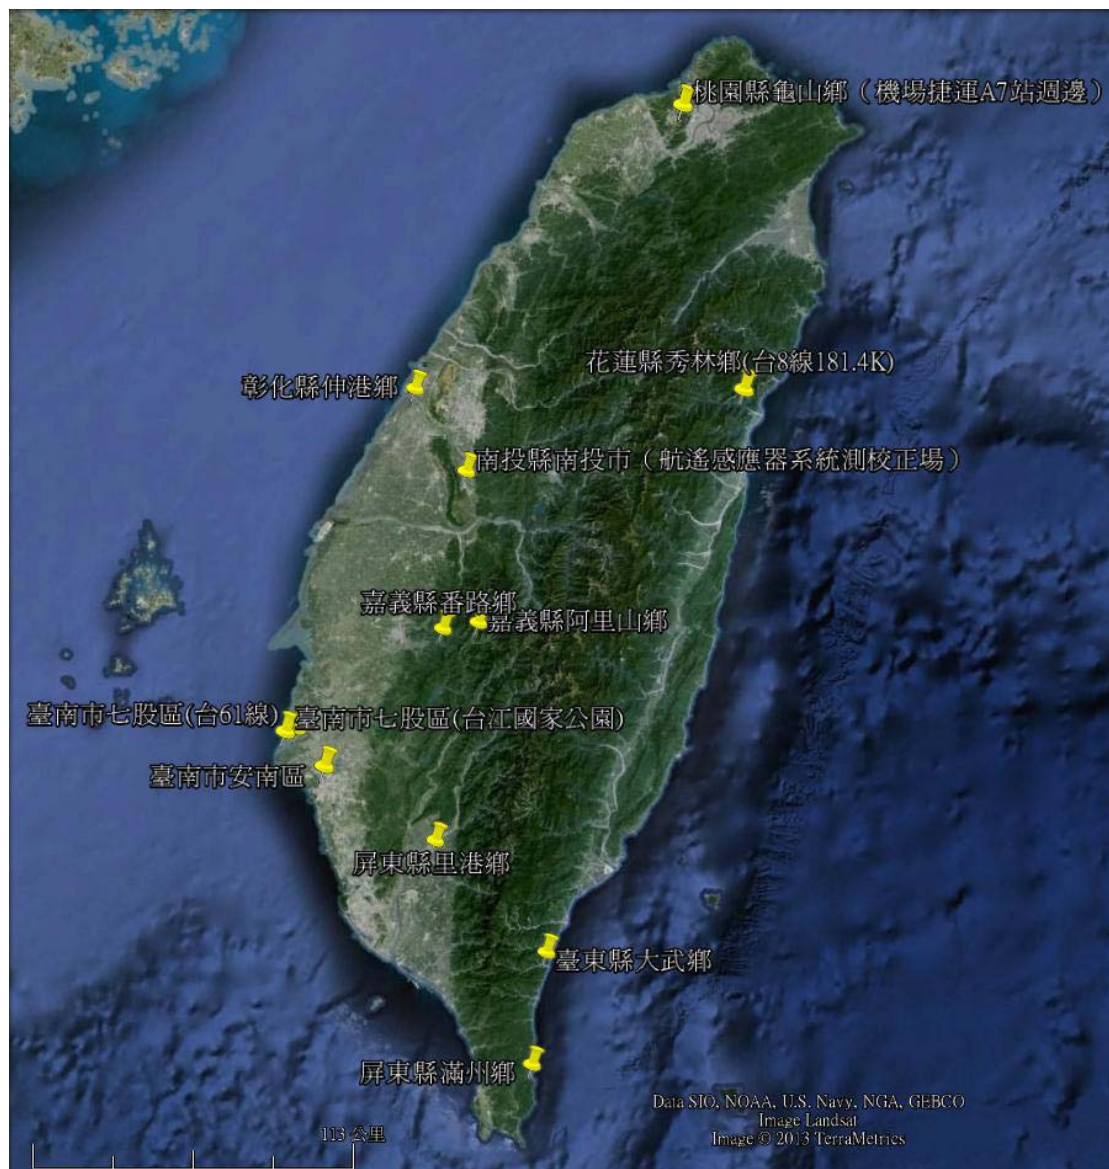 桃園縣龜山鄉（機場捷運A7站週邊）
花蓮縣秀林鄉(台8線181.4K)
彰化縣伸港鄉
南投縣南投市（航遙感應器系統測校正場）
嘉義縣番路鄉
嘉義縣阿里山鄉
臺南市七股區(台61線)
臺南市七股區(台江國家公園)
臺南市安南區
屏東縣里港鄉
臺東縣大武鄉
屏東縣滿州鄉
Data SIO, NOAA, U.S. Navy, NGA, GEBCO
Image Landsat
Image © 2013 TerraMetrics
113 公里